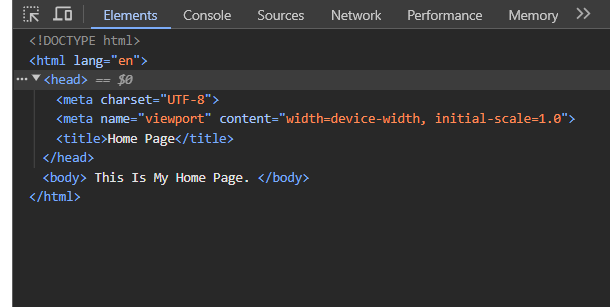 Elements Console Sources Network Performance Memory
<!DOCTYPE html>
<html lang="en">
<head> == $0
<meta charset="UTF-8">
<meta name="viewport" content="width=device-width, initial-scale=1.0">
<title>Home Page</title>
</head>
<body> This Is My Home Page. </body>
</html>